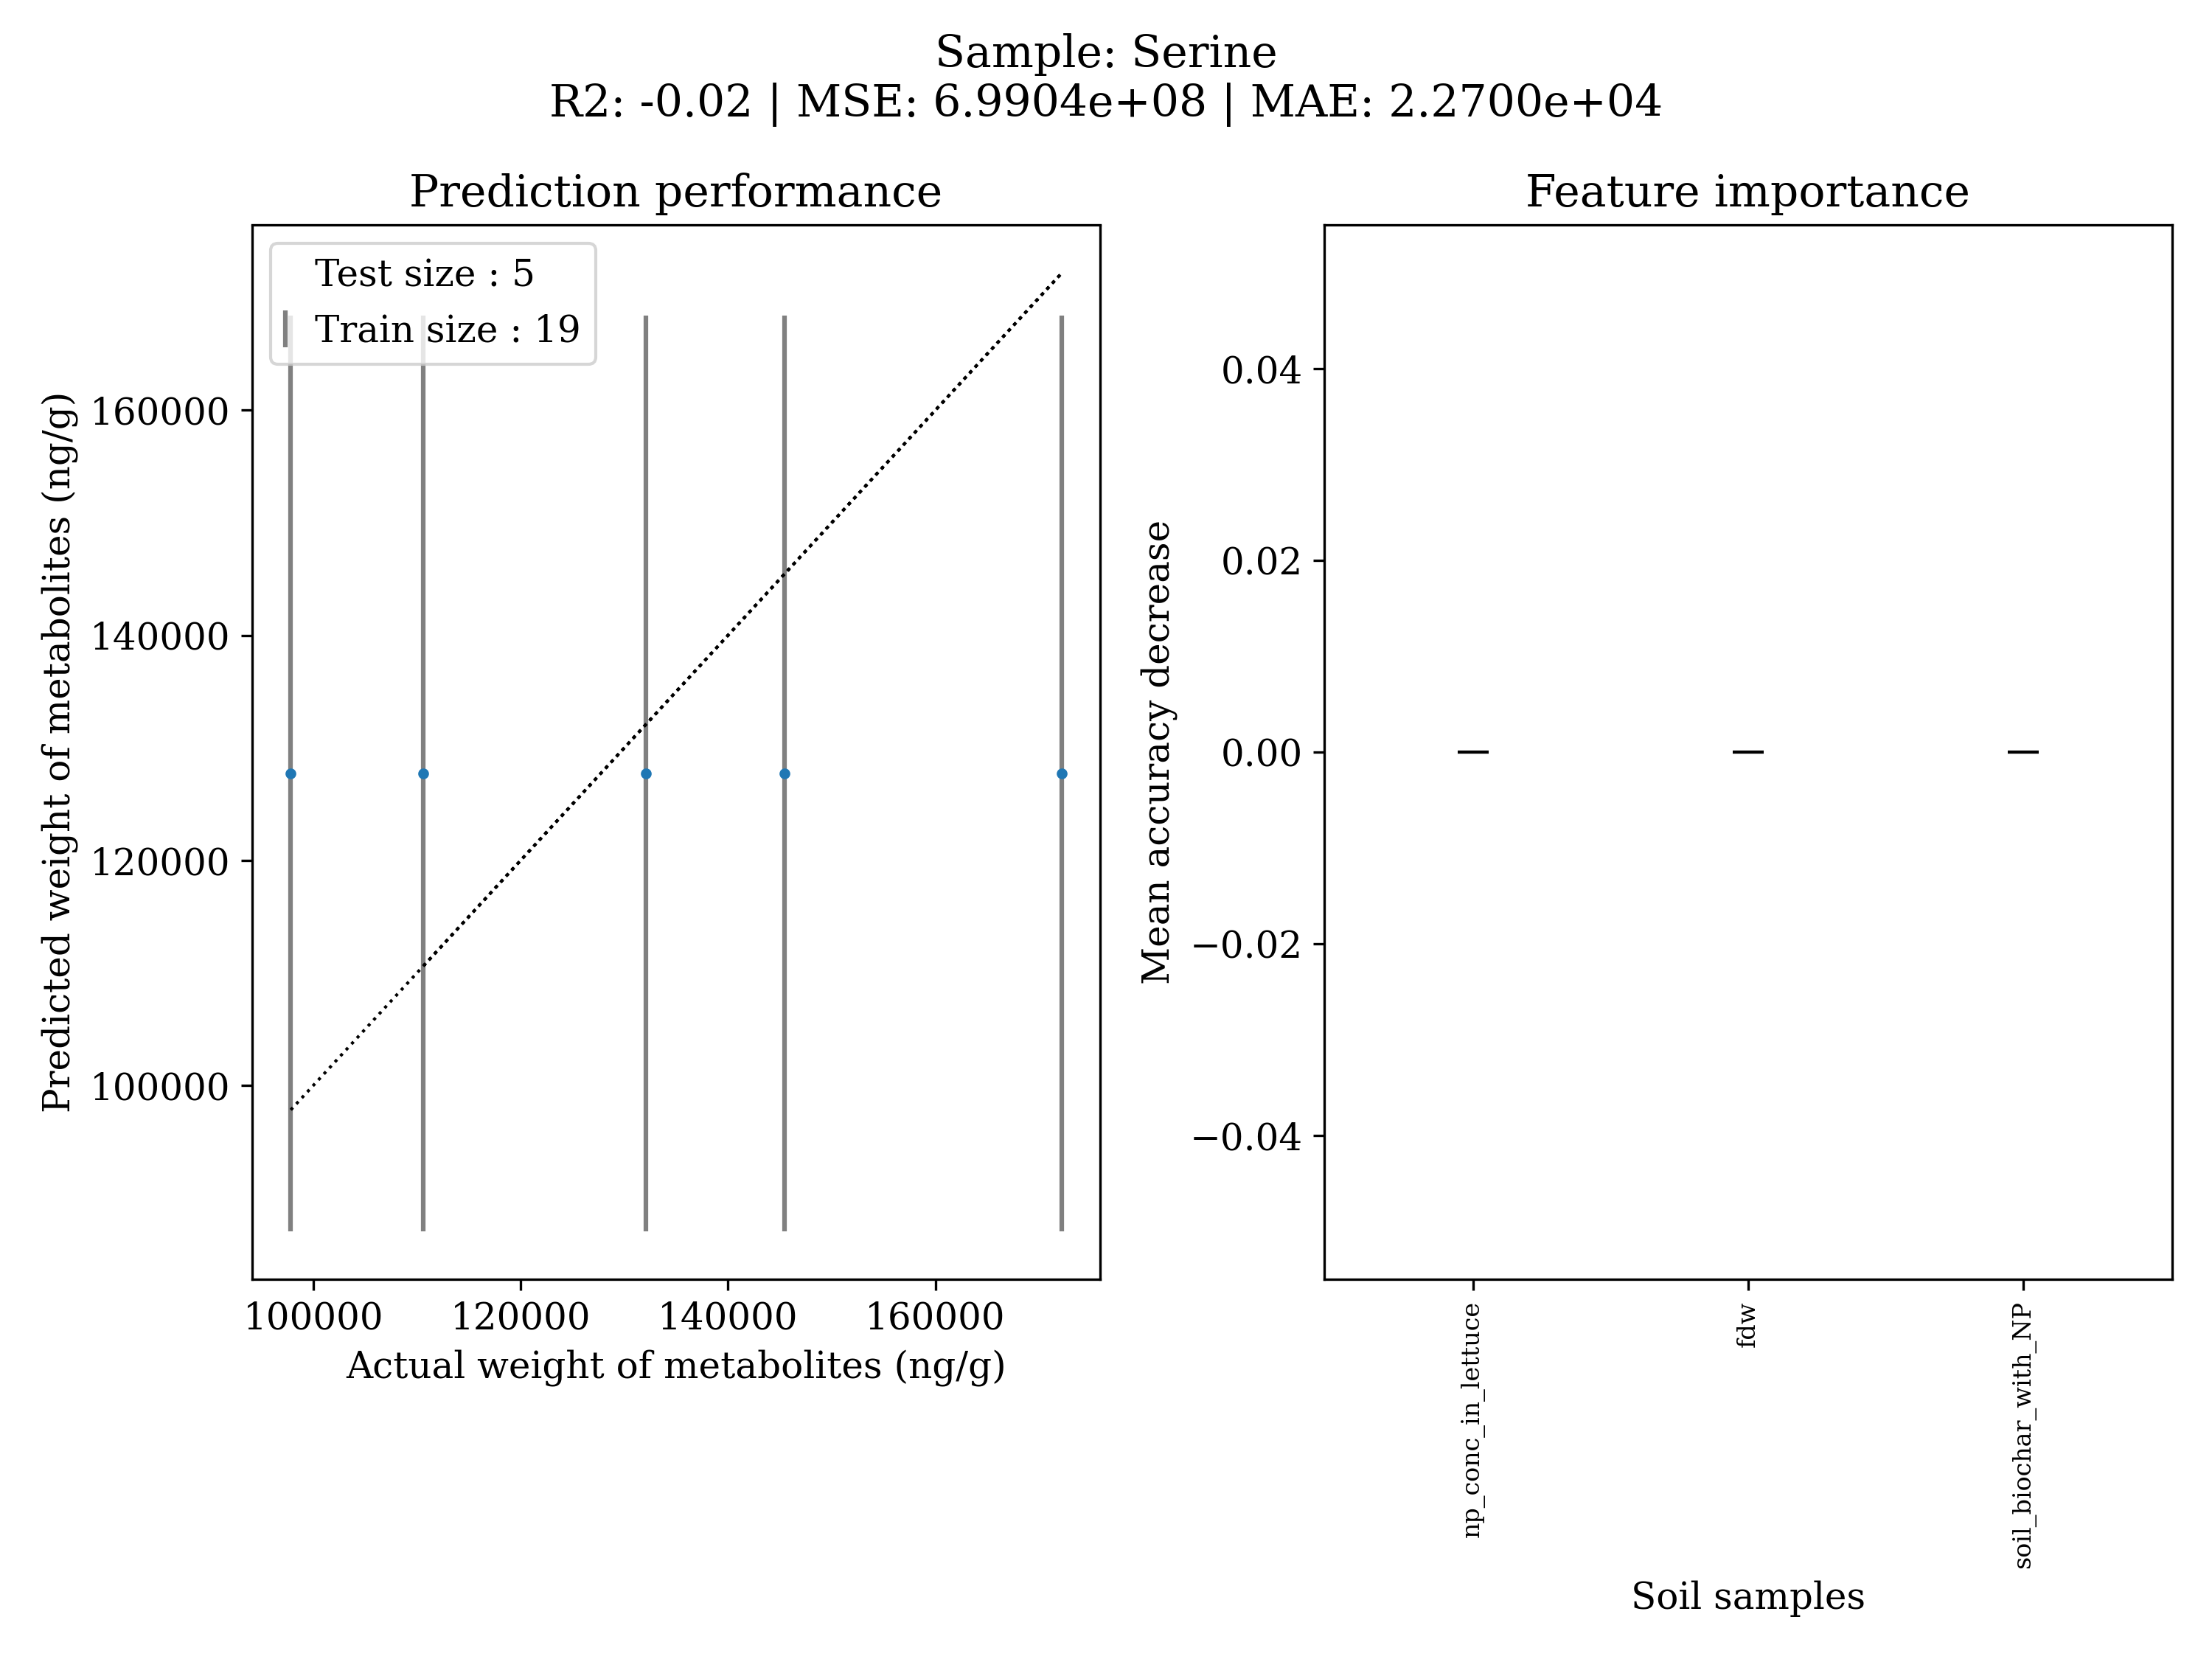 Sample: Serine
R2: -0.02 | MSE: 6.9904e+08 | MAE: 2.2700e+04
Prediction performance
Test size : 5
Train size : 19
Predicted weight of metabolites (ng/g)
160000
140000
120000
100000
100000 120000 140000 160000
Actual weight of metabolites (ng/g)
Feature importance
Mean accuracy decrease
0.04
0.02
0.00
−0.02
−0.04
np_conc_in_lettuce
fdw
soil_biochar_with_NP
Soil samples